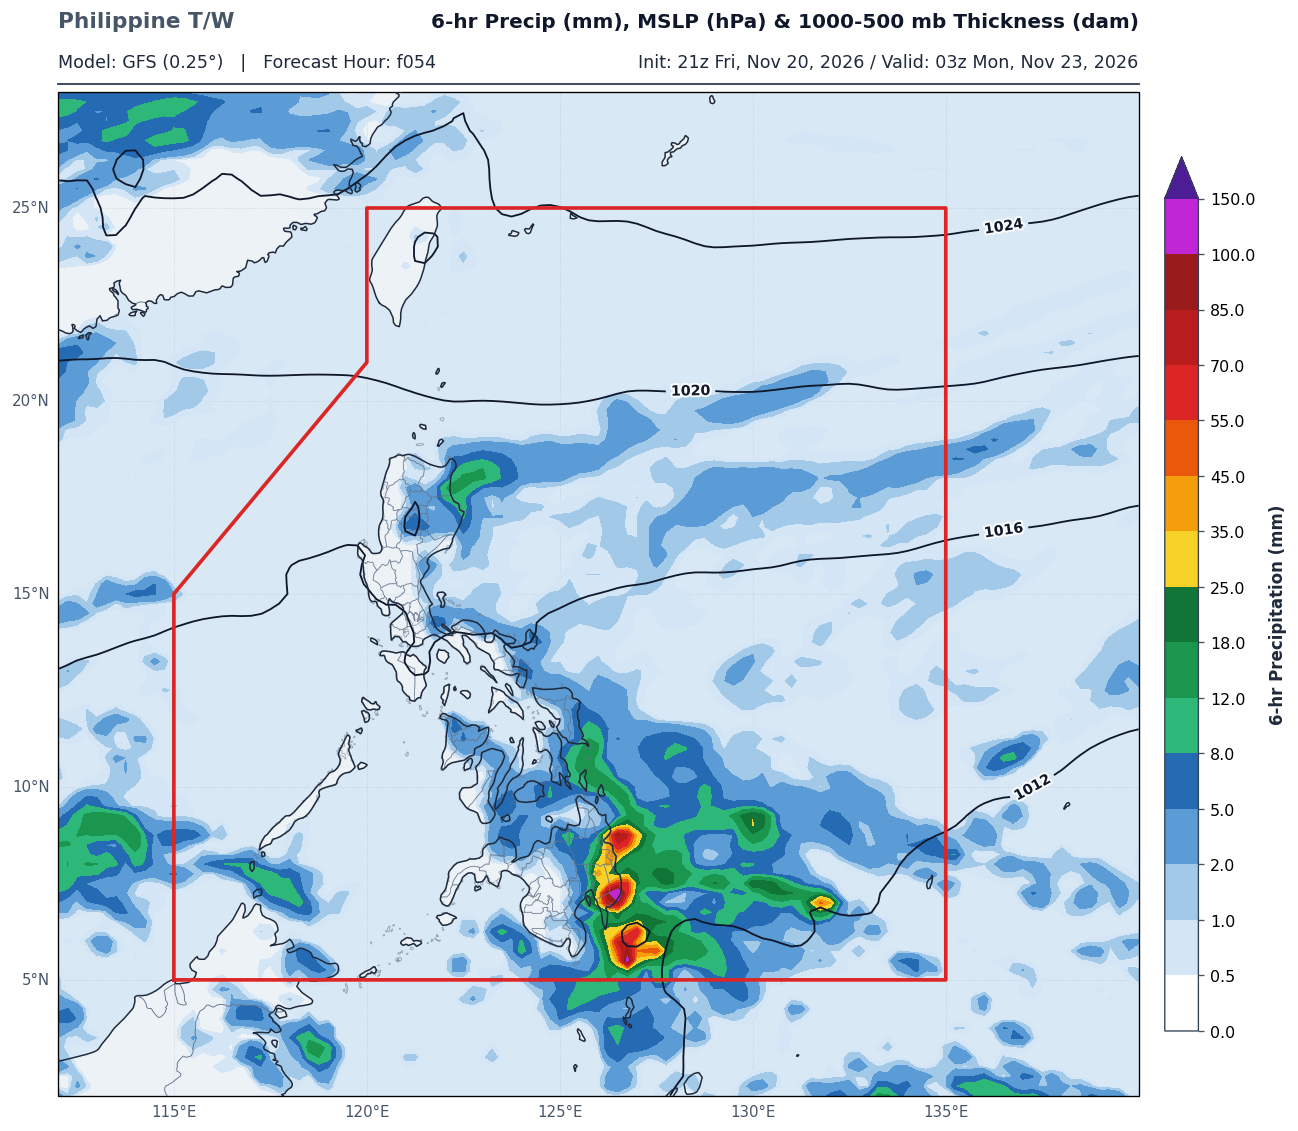 Philippine T/W
6-hr Precip (mm), MSLP (hPa) & 1000-500 mb Thickness (dam)
Model: GFS (0.25°) | Forecast Hour: f054
Init: 21z Fri, Nov 20, 2026 / Valid: 03z Mon, Nov 23, 2026
25°N
20°N
15°N
10°N
5°N
115°E
120°E
125°E
130°E
135°E
1024
1020
1016
1012
150.0
100.0
85.0
70.0
55.0
45.0
35.0
25.0
18.0
12.0
8.0
5.0
2.0
1.0
0.5
0.0
6-hr Precipitation (mm)